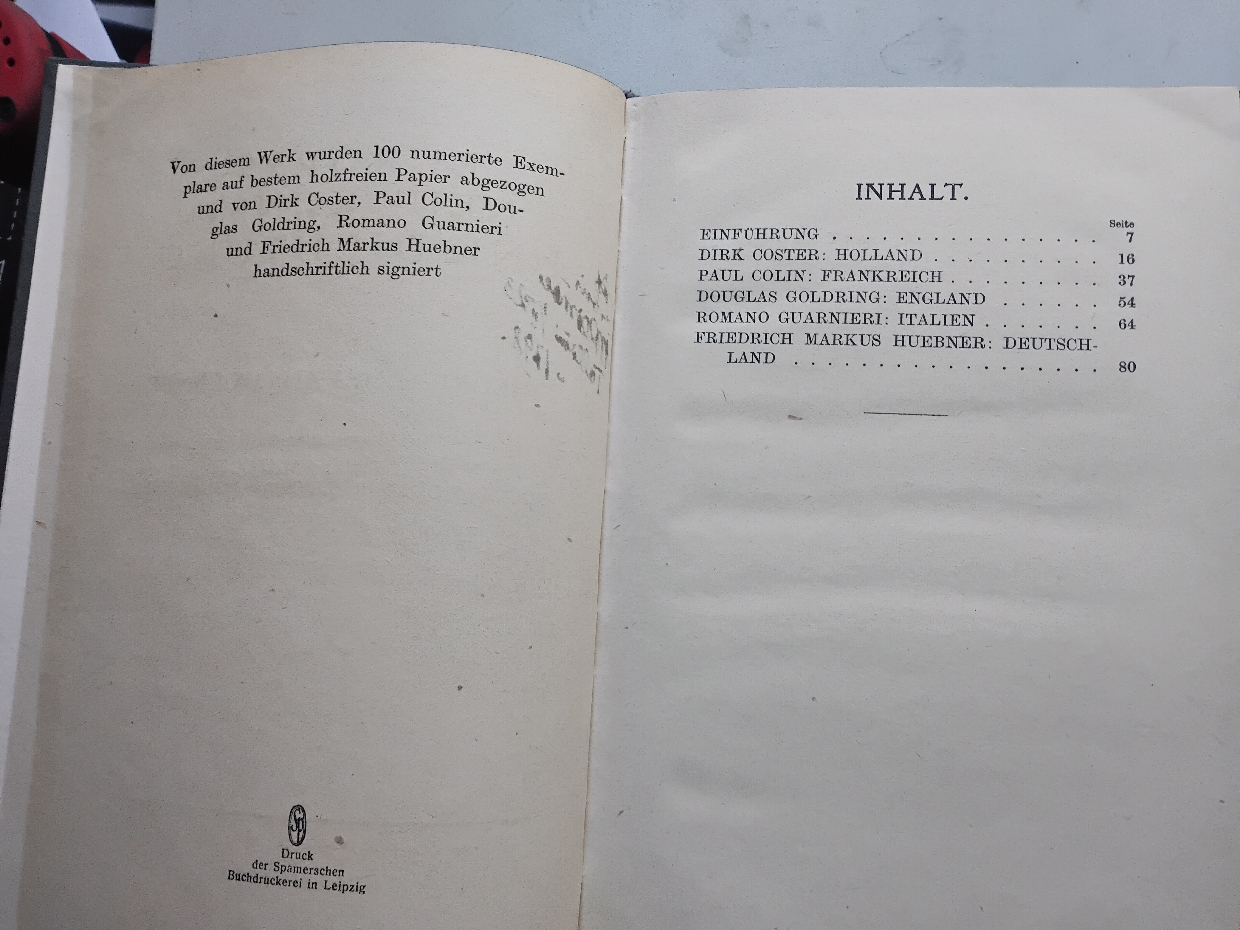 Von diesem Werk wurden 100 numerierte Exem-
plare auf bestem holzfreien Papier abgezogen
und von Dirk Coster, Paul Colin, Dou-
glas Goldring, Romano Guarnieri
und Friedrich Markus Huebner
handschriftlich signiert
Druck
der Spamerschen
Buchdruckerei in Leipzig
INHALT.
Seite
EINFÜHRUNG . . . . . . . . . . . . . . . . . 7
DIRK COSTER: HOLLAND . . . . . . . . . . 16
PAUL COLIN: FRANKREICH . . . . . . . . . 37
DOUGLAS GOLDRING: ENGLAND . . . . . . 54
ROMANO GUARNIERI: ITALIEN . . . . . . . 64
FRIEDRICH MARKUS HUEBNER: DEUTSCH-
LAND . . . . . . . . . . . . . . . . . . . 80